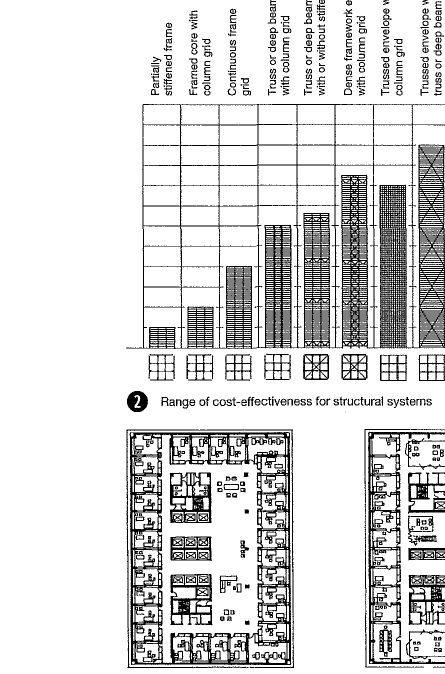 Partially
stiffened frame
Framed core with
column grid
Continuous frame
grid
Truss or deep beam
with column grid
Truss or deep beam
with or without
Dense framework
with column grid
Trussed envelope
column grid
Trussed envelope
truss or deep beam
2 Range of cost-effectiveness for structural systems